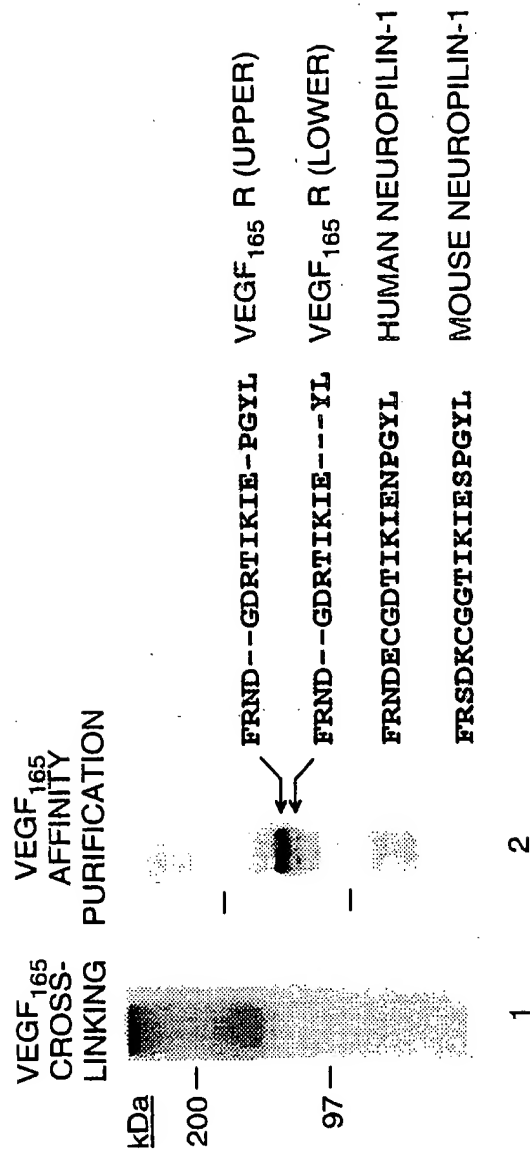 VEGF165
CROSS-
LINKING
VEGF165
AFFINITY
PURIFICATION
kDa
200 –
97 –
FRND--GDRTIKIE-PGYL VEGF165 R (UPPER)
FRND--GDRTIKIE---YL VEGF165 R (LOWER)
FRNDECGDTIKIENPGYL HUMAN NEUROPILIN-1
FRSDKCGGTIKIESPGYL MOUSE NEUROPILIN-1
1
2